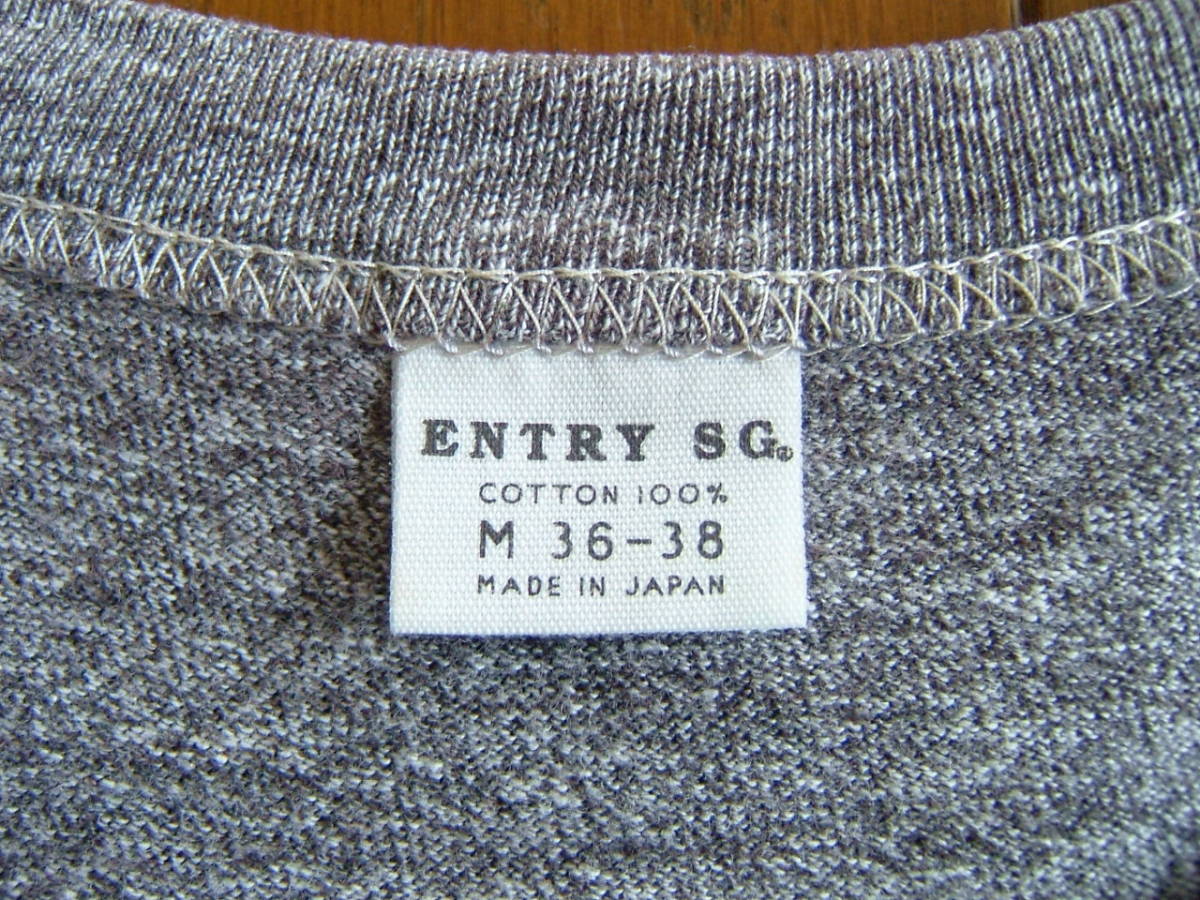 ENTRY SG®
COTTON 100%
M 36-38
MADE IN JAPAN